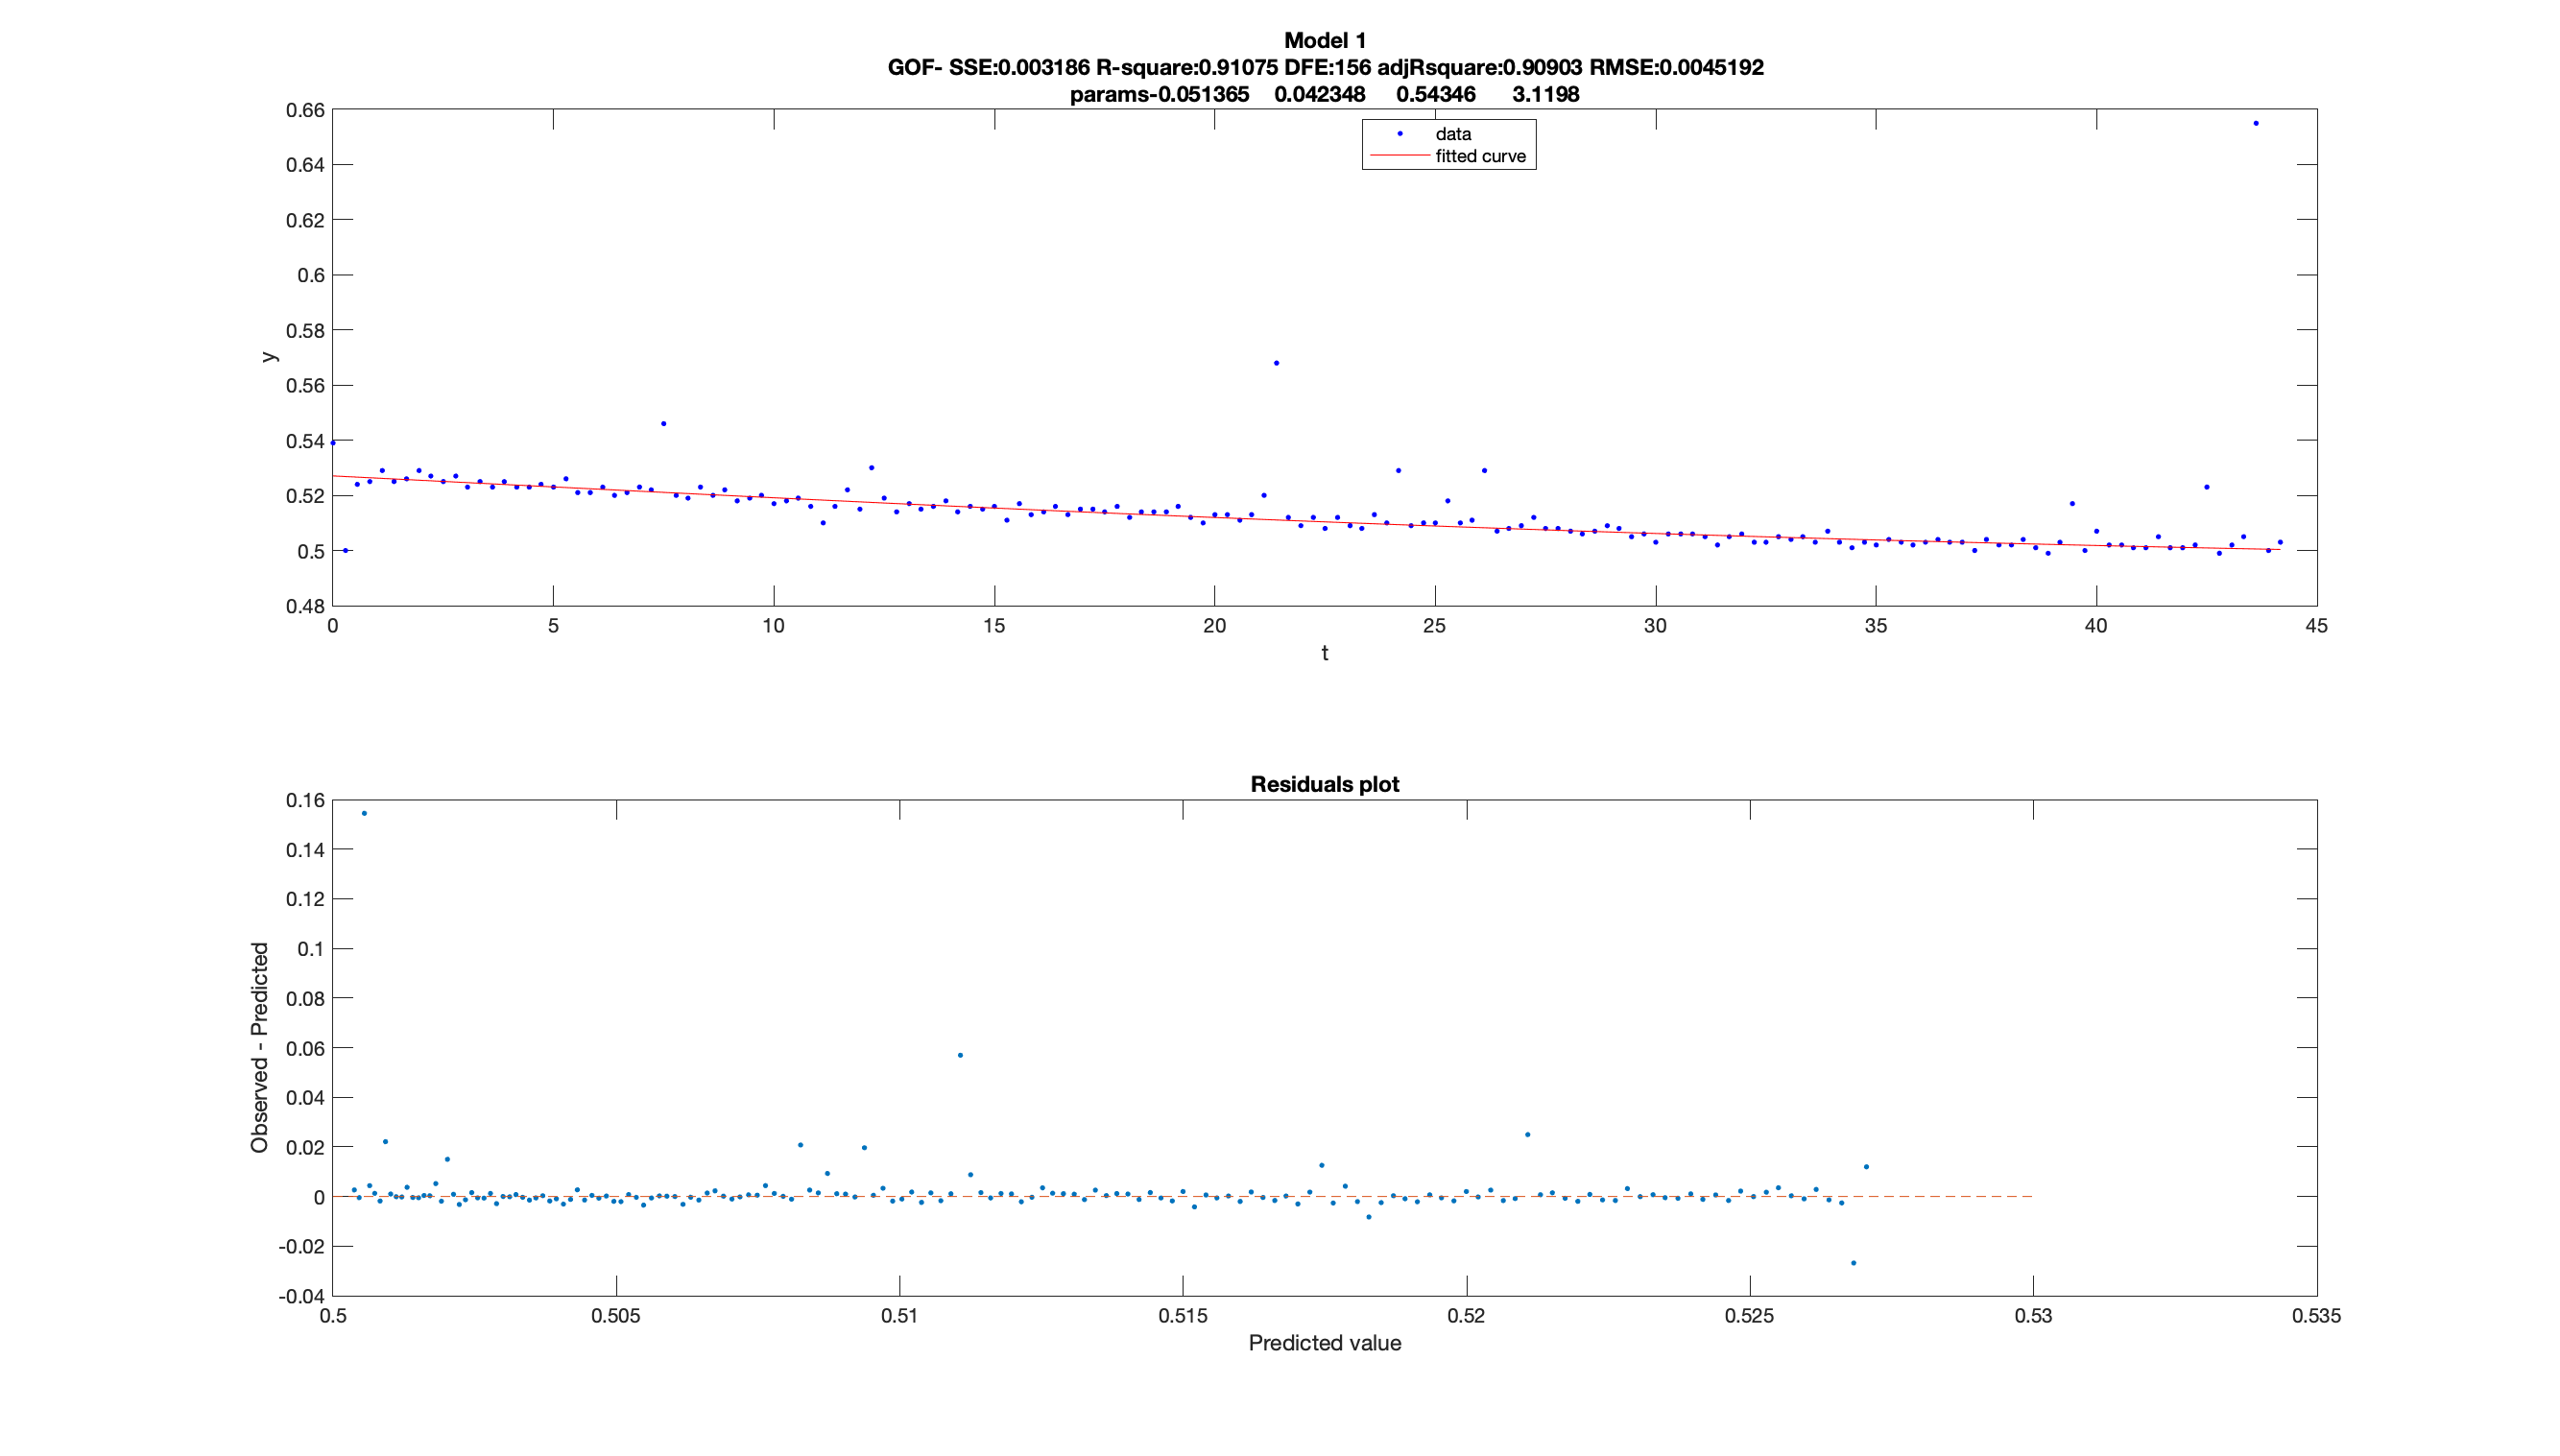 Model 1
GOF- SSE:0.003186 R-square:0.91075 DFE:156 adjRsquare:0.90903 RMSE:0.0045192
params-0.051365 0.042348 0.54346 3.1198
data
fitted curve
0.66
0.64
0.62
0.6
0.58
0.56
0.54
0.52
0.5
0.48
y
0 5 10 15 20 25 30 35 40 45
t
Residuals plot
0.16
0.14
0.12
0.1
0.08
0.06
0.04
0.02
0
-0.02
-0.04
Observed - Predicted
0.5 0.505 0.51 0.515 0.52 0.525 0.53 0.535
Predicted value